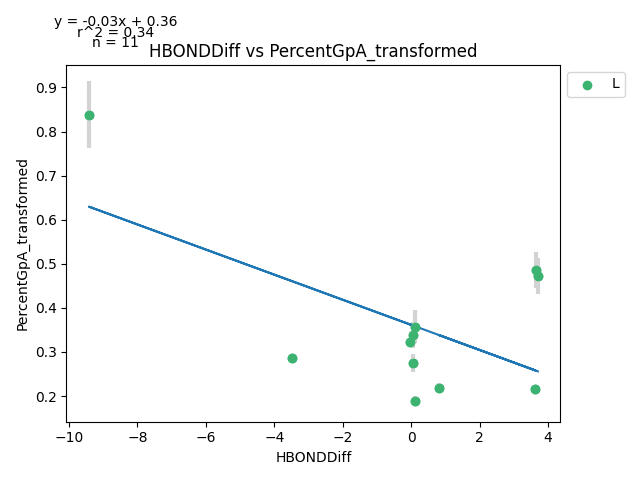 y = -0.03x + 0.36
r^2 = 0.34
n = 11
HBONDDiff vs PercentGpA_transformed
L
PercentGpA_transformed
0.9
0.8
0.7
0.6
0.5
0.4
0.3
0.2
−10
−8
−6
−4
−2
0
2
4
HBONDDiff